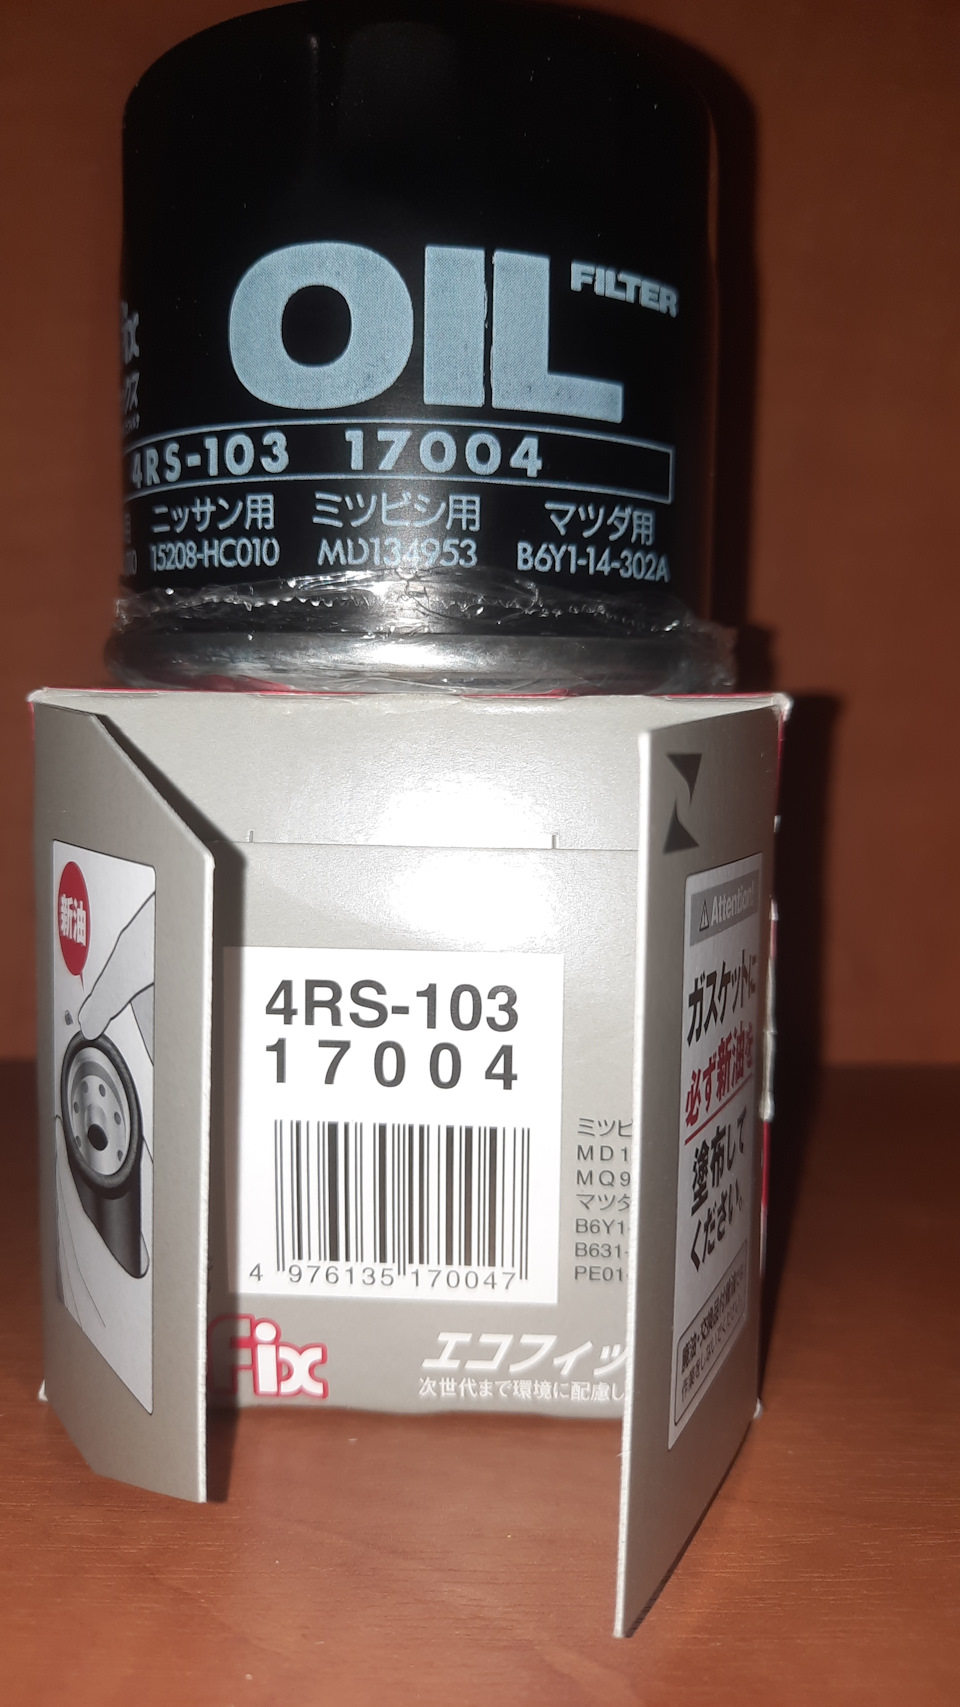 OIL
FILTER
4RS-103 17004
ニッサン用 ミツビシ用 マツダ用
15208-HC010 MD134953 B6Y1-14-302A
新油
4RS-103
17004
4 976135 170047
MD1
MQ9
B6Y1-
B631-
PE01-
Fix
エコフィッ
次世代まで環境に配慮し
Attention!
ガスケットに
必ず新油を
塗布して
ください。